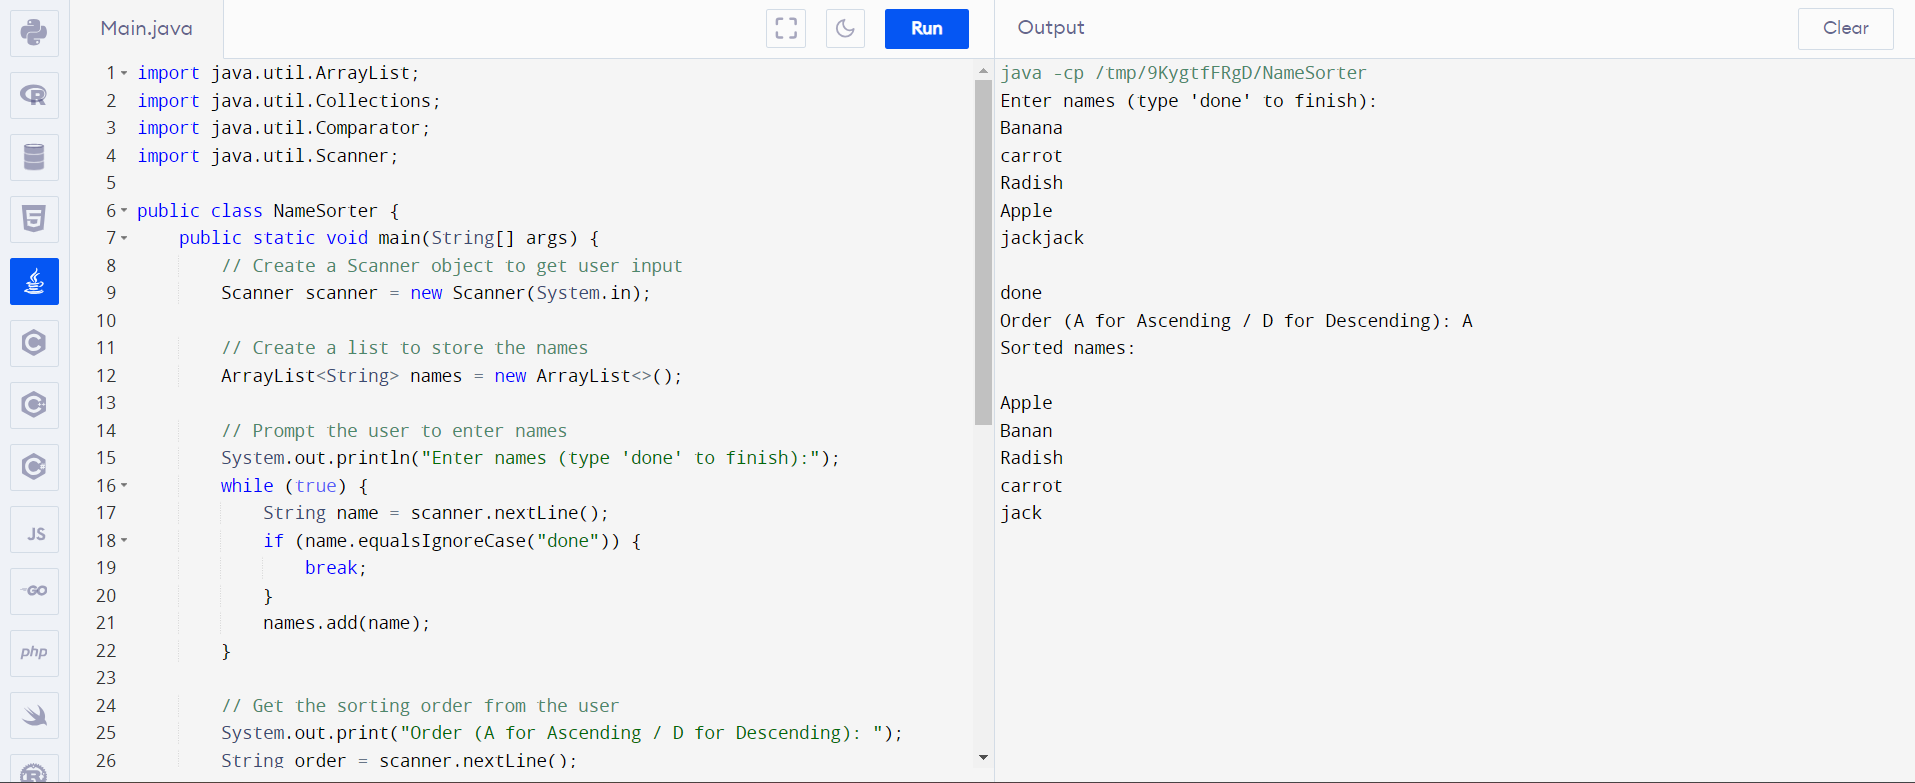 Main.java
Run
Output
Clear
1 import java.util.ArrayList;
2 import java.util.Collections;
3 import java.util.Comparator;
4 import java.util.Scanner;
5
6 public class NameSorter {
7 public static void main(String[] args) {
8 // Create a Scanner object to get user input
9 Scanner scanner = new Scanner(System.in);
10
11 // Create a list to store the names
12 ArrayList<String> names = new ArrayList<>();
13
14 // Prompt the user to enter names
15 System.out.println("Enter names (type 'done' to finish):");
16 while (true) {
17 String name = scanner.nextLine();
18 if (name.equalsIgnoreCase("done")) {
19 break;
20 }
21 names.add(name);
22 }
23
24 // Get the sorting order from the user
25 System.out.print("Order (A for Ascending / D for Descending): ");
26 String order = scanner.nextLine();
java -cp /tmp/9KygtfFRgD/NameSorter
Enter names (type 'done' to finish):
Banana
carrot
Radish
Apple
jackjack
done
Order (A for Ascending / D for Descending): A
Sorted names:
Apple
Banan
Radish
carrot
jack
R
5
C
C+
C
JS
GO
php
R